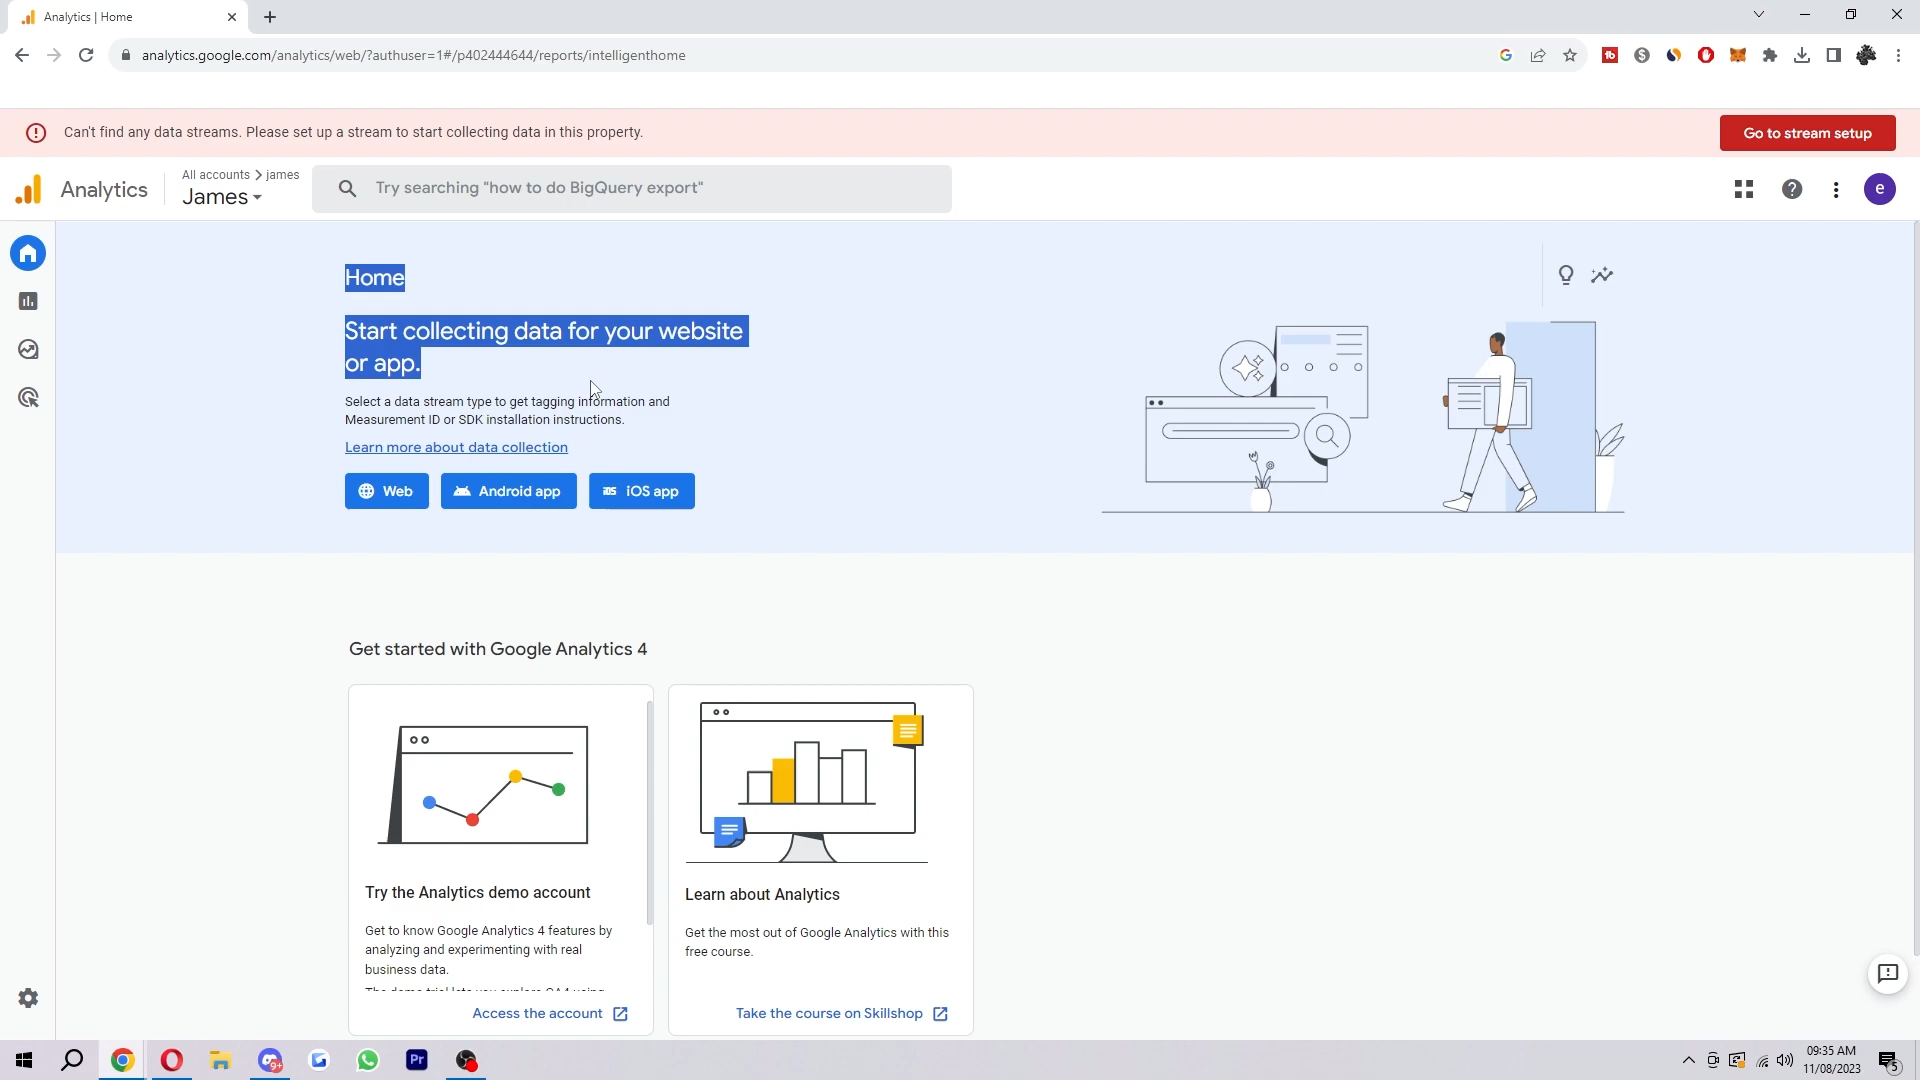 Analytics | Home
analytics.google.com/analytics/web/?authuser=1#/p402444644/reports/intelligenthome
Can't find any data streams. Please set up a stream to start collecting data in this property.
Go to stream setup
Analytics
All accounts > james
James
Try searching "how to do BigQuery export"
e
Home
Start collecting data for your website
or app.
Select a data stream type to get tagging information and
Measurement ID or SDK installation instructions.
Learn more about data collection
Web
Android app
iOS
iOS app
Get started with Google Analytics 4
Try the Analytics demo account
Get to know Google Analytics 4 features by
analyzing and experimenting with real
business data.
Access the account
Learn about Analytics
Get the most out of Google Analytics with this
free course.
Take the course on Skillshop
9+
Pr
09:35 AM
11/08/2023
5